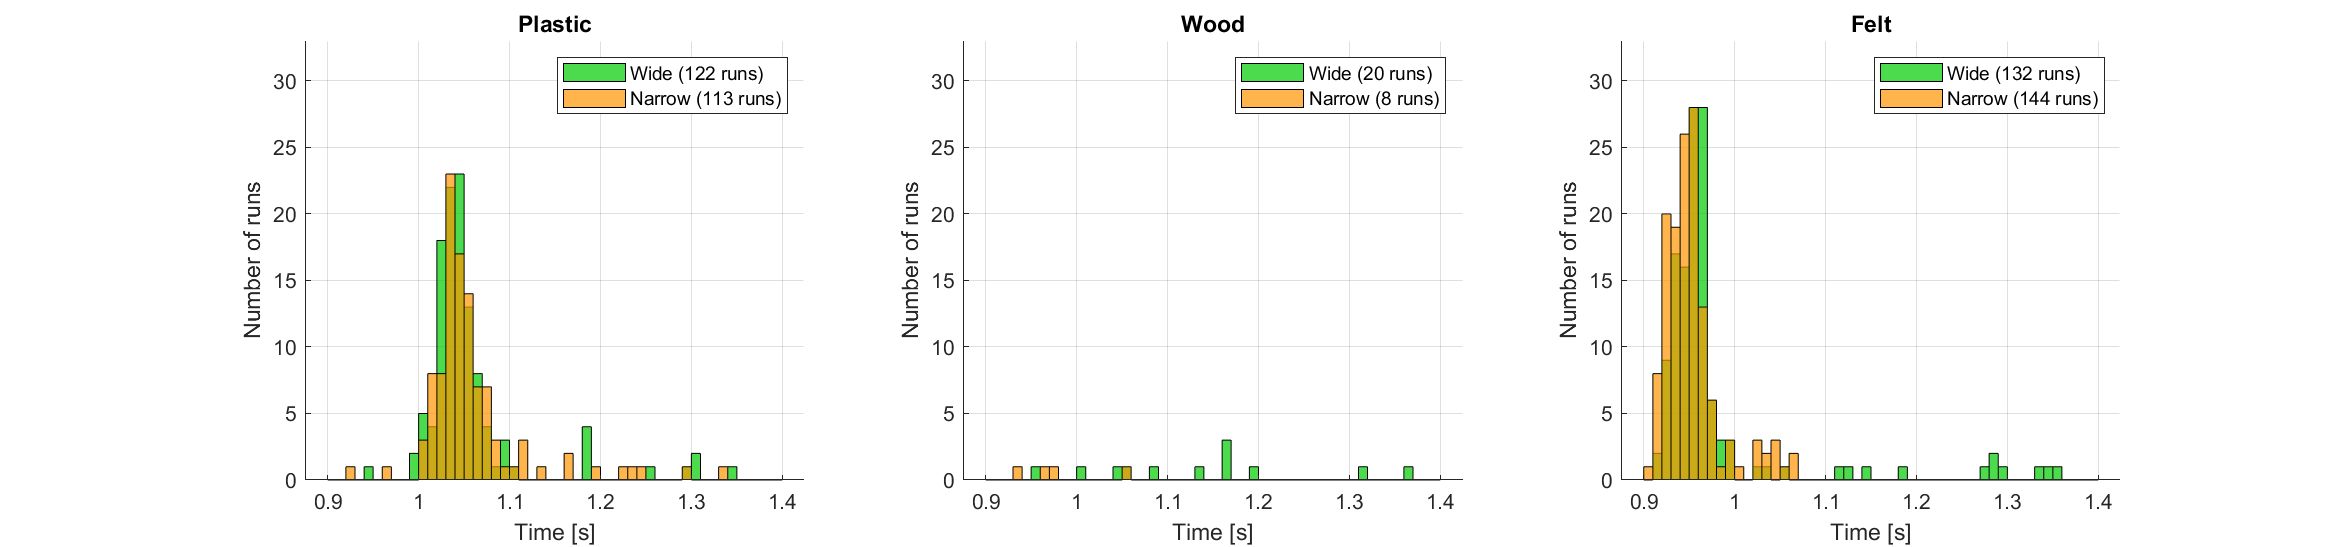 Plastic
Wide (122 runs)
Narrow (113 runs)
Number of runs
30
25
20
15
10
5
0
0.9 1 1.1 1.2 1.3 1.4
Time [s]
Wood
Wide (20 runs)
Narrow (8 runs)
Number of runs
30
25
20
15
10
5
0
0.9 1 1.1 1.2 1.3 1.4
Time [s]
Felt
Wide (132 runs)
Narrow (144 runs)
Number of runs
30
25
20
15
10
5
0
0.9 1 1.1 1.2 1.3 1.4
Time [s]